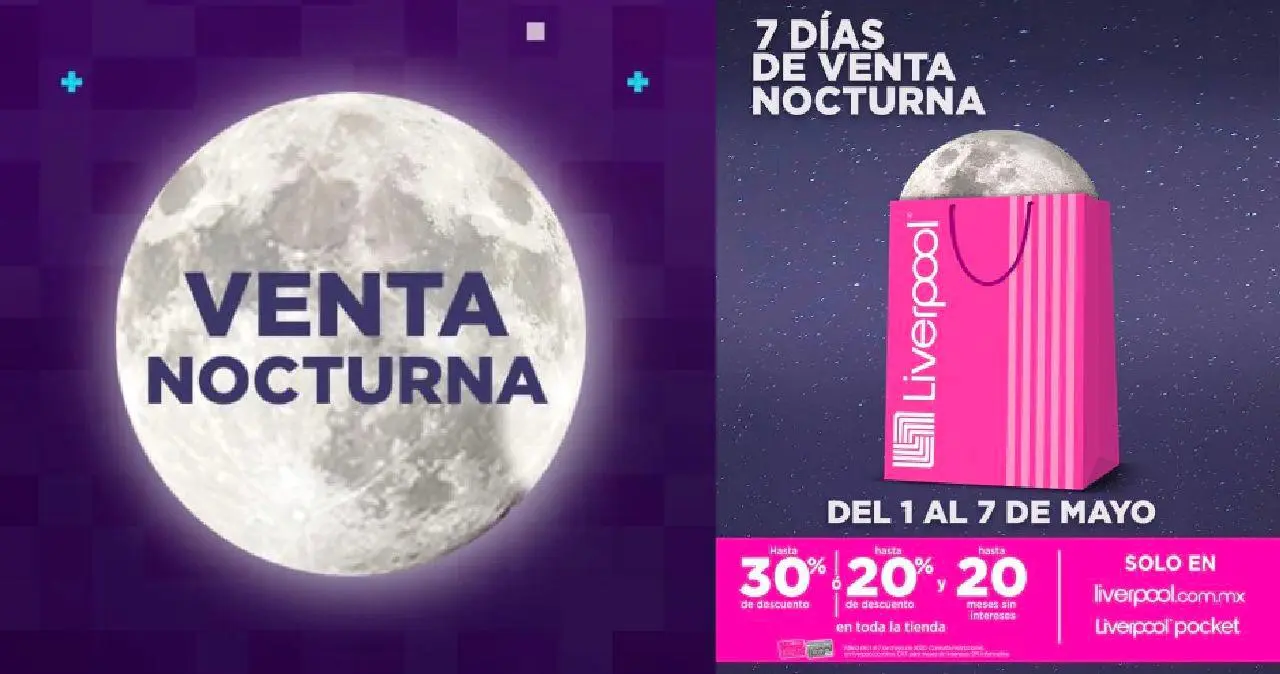 VENTA
NOCTURNA
7 DÍAS
DE VENTA
NOCTURNA
Liverpool
DEL 1 AL 7 DE MAYO
Hasta
30%
de descuento
ó
hasta
20%
de descuento
y
hasta
20
meses sin
intereses
en toda la tienda
SOLO EN
liverpool.com.mx
Liverpool pocket